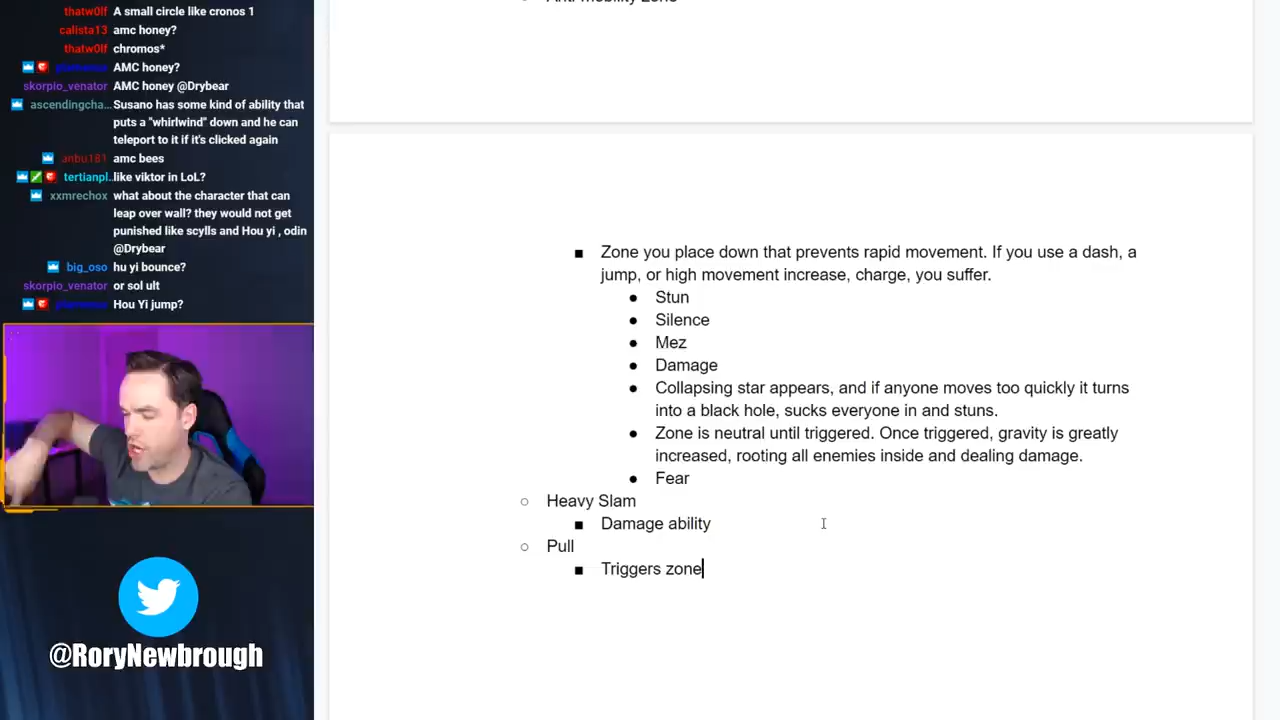 thatw0lf A small circle like cronos 1
calista13 amc honey?
thatw0lf chromos*
AMC honey?
skorpio_venator AMC honey @Drybear
ascendingcha... Susano has some kind of ability that
puts a "whirlwind" down and he can
teleport to it if it's clicked again
anbu181 amc bees
tertianpl.. like viktor in LoL?
xxmrechox what about the character that can
leap over wall? they would not get
punished like scylls and Hou yi , odin
@Drybear
big_oso hu yi bounce?
skorpio_venator or sol ult
Hou Yi jump?
@RoryNewbrough
■ Zone you place down that prevents rapid movement. If you use a dash, a
jump, or high movement increase, charge, you suffer.
● Stun
● Silence
● Mez
● Damage
● Collapsing star appears, and if anyone moves too quickly it turns
into a black hole, sucks everyone in and stuns.
● Zone is neutral until triggered. Once triggered, gravity is greatly
increased, rooting all enemies inside and dealing damage.
● Fear
○ Heavy Slam
■ Damage ability
○ Pull
■ Triggers zone